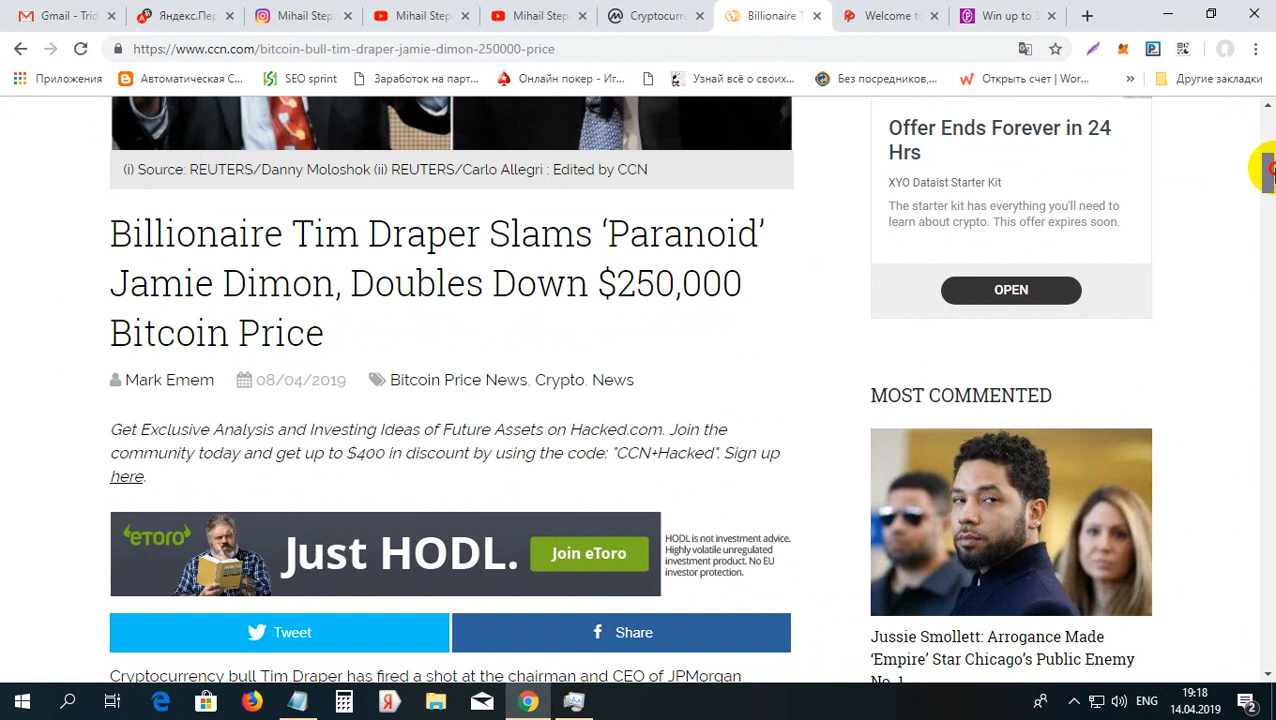 Gmail - Tric
Яндекс.Пер
Mihail Step
Mihail Step
Mihail Step
Cryptocurre
Billionaire T
Welcome to
Win up to
https://www.ccn.com/bitcoin-bull-tim-draper-jamie-dimon-250000-price
Приложения
Автоматическая С...
SEO sprint
Заработок на парт...
Онлайн покер - Иг...
Узнай всё о своих...
Без посредников,...
Открыть счет | Wor...
»
Другие закладки
(i) Source: REUTERS/Danny Moloshok (ii) REUTERS/Carlo Allegri : Edited by CCN
Billionaire Tim Draper Slams ‘Paranoid’
Jamie Dimon, Doubles Down $250,000
Bitcoin Price
Mark Emem 08/04/2019 Bitcoin Price News, Crypto, News
Get Exclusive Analysis and Investing Ideas of Future Assets on Hacked.com. Join the
community today and get up to $400 in discount by using the code: "CCN+Hacked". Sign up
here.
eToro
Just HODL.
Join eToro
HODL is not investment advice.
Highly volatile unregulated
investment product. No EU
investor protection.
Tweet
Share
Cryptocurrency bull Tim Draper has fired a shot at the chairman and CEO of JPMorgan
Offer Ends Forever in 24
Hrs
XYO Dataist Starter Kit
The starter kit has everything you'll need to
learn about crypto. This offer expires soon.
OPEN
MOST COMMENTED
Jussie Smollett: Arrogance Made
‘Empire’ Star Chicago’s Public Enemy
No. 1
ENG
19:18
14.04.2019
2